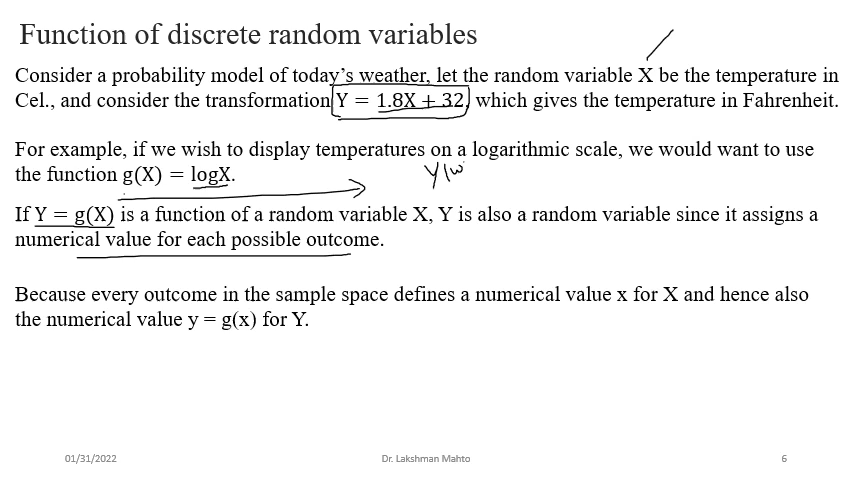 Function of discrete random variables
Consider a probability model of today’s weather, let the random variable X be the temperature in
Cel., and consider the transformation Y = 1.8X + 32, which gives the temperature in Fahrenheit.
For example, if we wish to display temperatures on a logarithmic scale, we would want to use
the function g(X) = logX.
If Y = g(X) is a function of a random variable X, Y is also a random variable since it assigns a
numerical value for each possible outcome.
Because every outcome in the sample space defines a numerical value x for X and hence also
the numerical value y = g(x) for Y.
01/31/2022
Dr. Lakshman Mahto
6